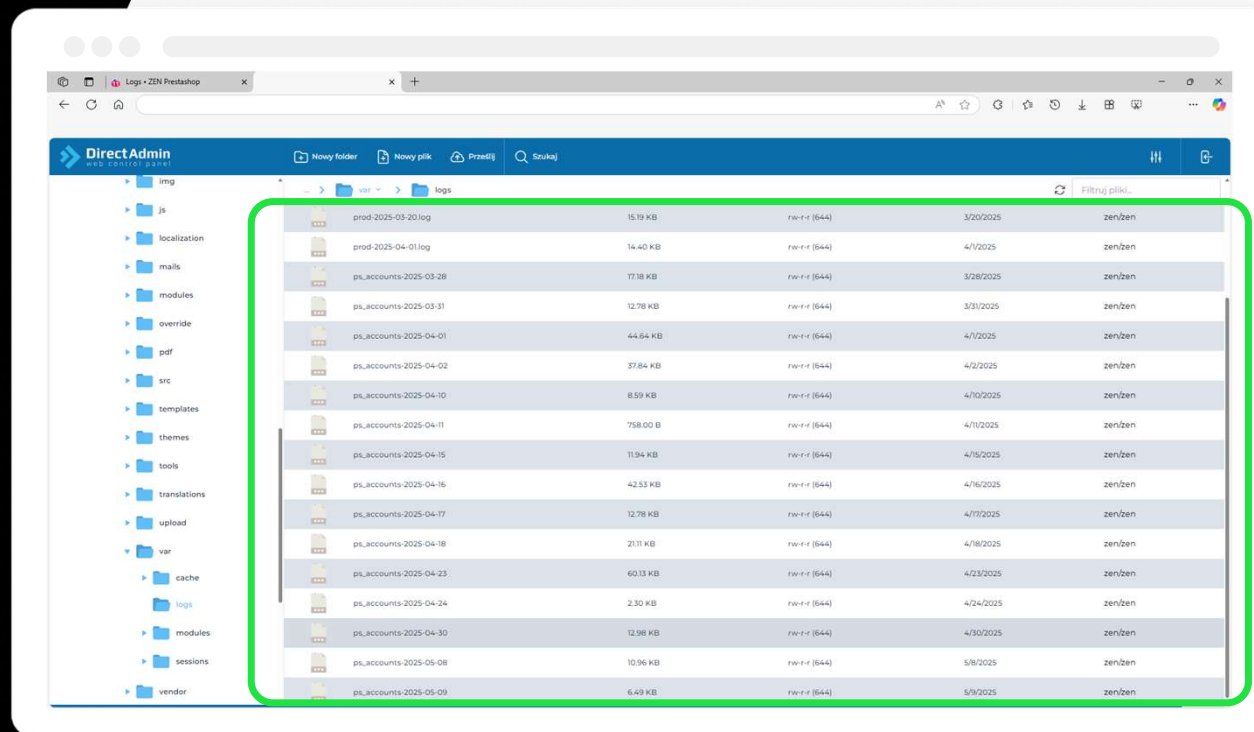 Logs • ZEN Prestashop
DirectAdmin
web control panel
Nowy folder Nowy plik Prześlij Szukaj
img
js
localization
mails
modules
override
pdf
src
templates
themes
tools
translations
upload
var
cache
logs
modules
sessions
vendor
... var logs Filtruj pliki...
prod-2025-03-20.log 15.19 KB rw-r-r (644) 3/20/2025 zen/zen
prod-2025-04-01.log 14.40 KB rw-r-r (644) 4/1/2025 zen/zen
ps_accounts-2025-03-28 17.18 KB rw-r-r (644) 3/28/2025 zen/zen
ps_accounts-2025-03-31 12.78 KB rw-r-r (644) 3/31/2025 zen/zen
ps_accounts-2025-04-01 44.64 KB rw-r-r (644) 4/1/2025 zen/zen
ps_accounts-2025-04-02 37.84 KB rw-r-r (644) 4/2/2025 zen/zen
ps_accounts-2025-04-10 8.59 KB rw-r-r (644) 4/10/2025 zen/zen
ps_accounts-2025-04-11 758.00 B rw-r-r (644) 4/11/2025 zen/zen
ps_accounts-2025-04-15 11.94 KB rw-r-r (644) 4/15/2025 zen/zen
ps_accounts-2025-04-16 42.53 KB rw-r-r (644) 4/16/2025 zen/zen
ps_accounts-2025-04-17 12.78 KB rw-r-r (644) 4/17/2025 zen/zen
ps_accounts-2025-04-18 21.11 KB rw-r-r (644) 4/18/2025 zen/zen
ps_accounts-2025-04-23 60.13 KB rw-r-r (644) 4/23/2025 zen/zen
ps_accounts-2025-04-24 2.30 KB rw-r-r (644) 4/24/2025 zen/zen
ps_accounts-2025-04-30 12.98 KB rw-r-r (644) 4/30/2025 zen/zen
ps_accounts-2025-05-08 10.96 KB rw-r-r (644) 5/8/2025 zen/zen
ps_accounts-2025-05-09 6.49 KB rw-r-r (644) 5/9/2025 zen/zen